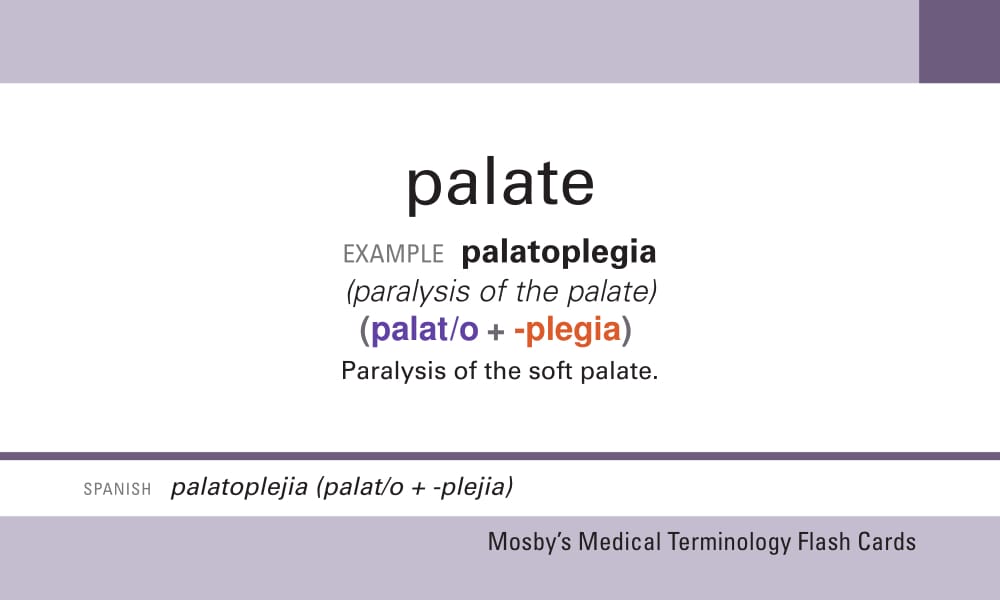 palate
EXAMPLE palatoplegia
(paralysis of the palate)
(palat/o + -plegia)
Paralysis of the soft palate.
SPANISH palatoplejia (palat/o + -plejia)
Mosby's Medical Terminology Flash Cards